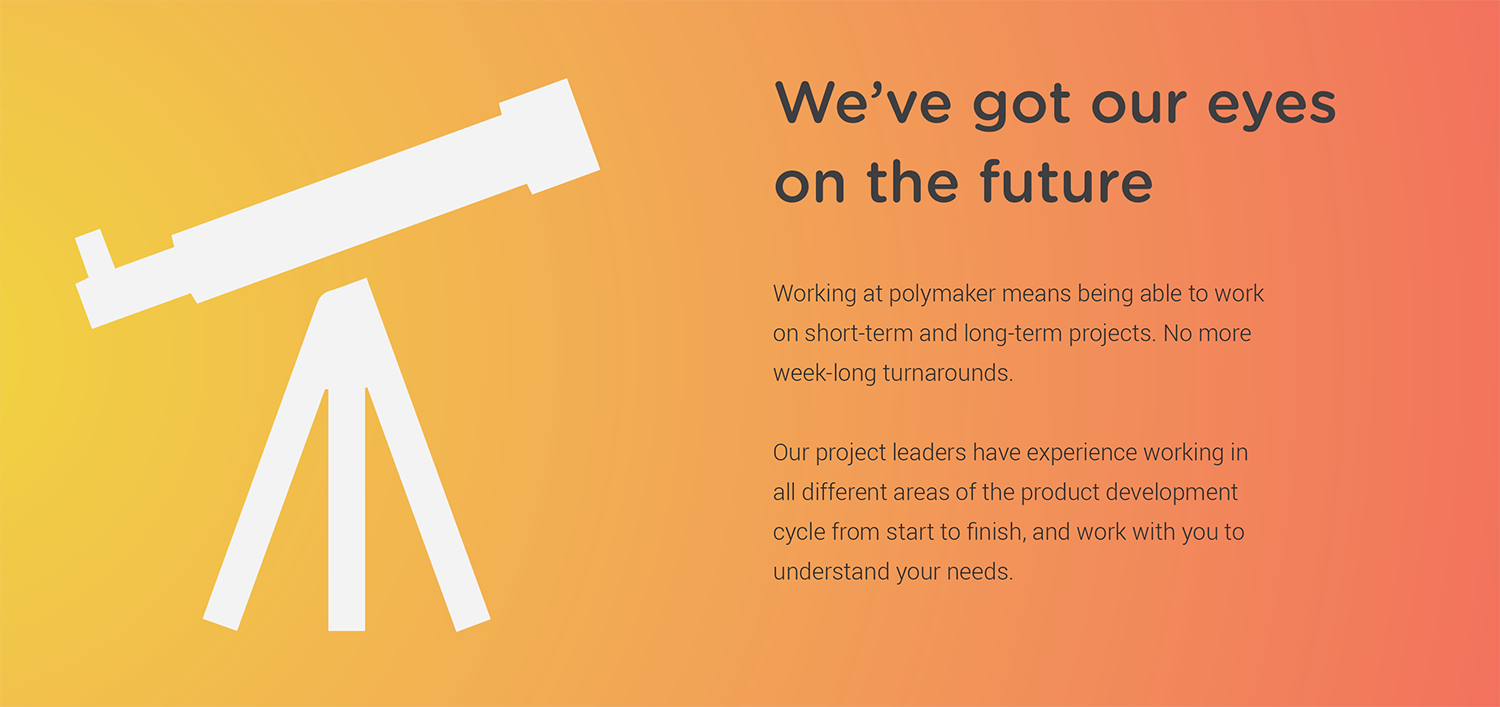 We’ve got our eyes
on the future
Working at polymaker means being able to work
on short-term and long-term projects. No more
week-long turnarounds.
Our project leaders have experience working in
all different areas of the product development
cycle from start to finish, and work with you to
understand your needs.